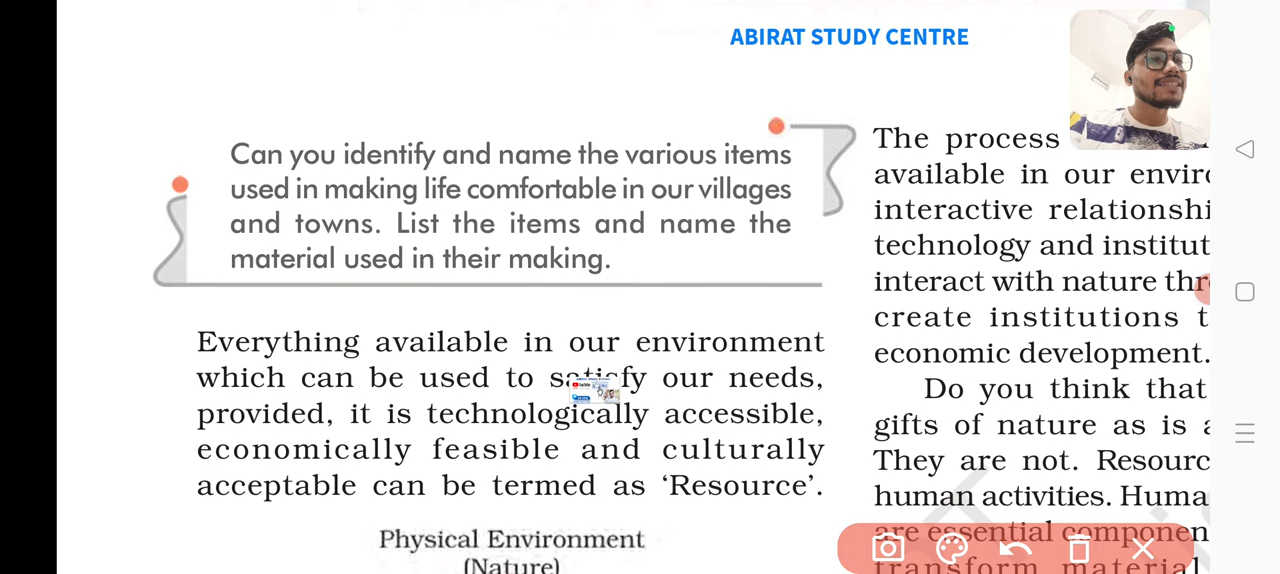 ABIRAT STUDY CENTRE
Can you identify and name the various items
used in making life comfortable in our villages
and towns. List the items and name the
material used in their making.
Everything available in our environment
which can be used to satisfy our needs,
provided, it is technologically accessible,
economically feasible and culturally
acceptable can be termed as ‘Resource’.
Physical Environment
(Nature)
The process
available in our enviro
interactive relationshi
technology and institut
interact with nature thr
create institutions t
economic development.
Do you think that
gifts of nature as is a
They are not. Resourc
human activities. Huma
are essential componen
transform material